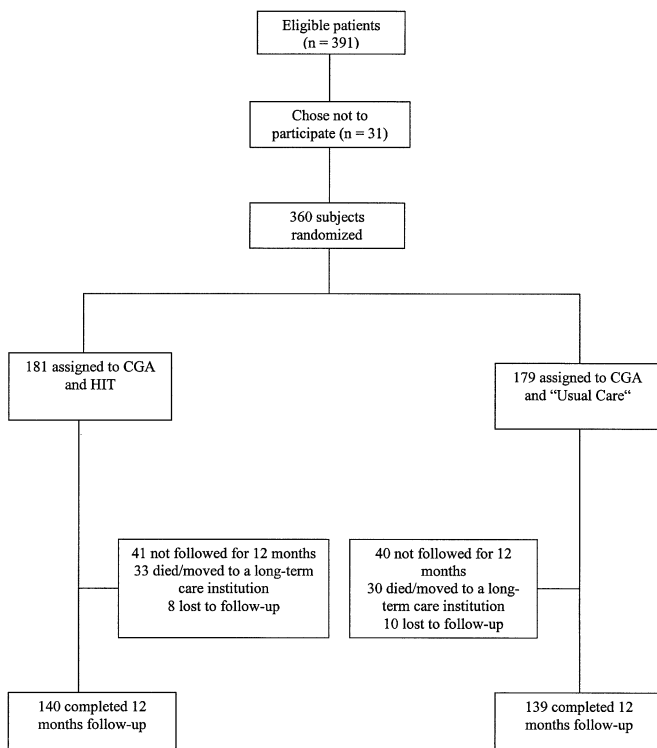 Eligible patients
(n = 391)
Chose not to
participate (n = 31)
360 subjects
randomized
181 assigned to CGA
and HIT
179 assigned to CGA
and “Usual Care“
41 not followed for 12 months
33 died/moved to a long-term
care institution
8 lost to follow-up
40 not followed for 12
months
30 died/moved to a long-
term care institution
10 lost to follow-up
140 completed 12
months follow-up
139 completed 12
months follow-up